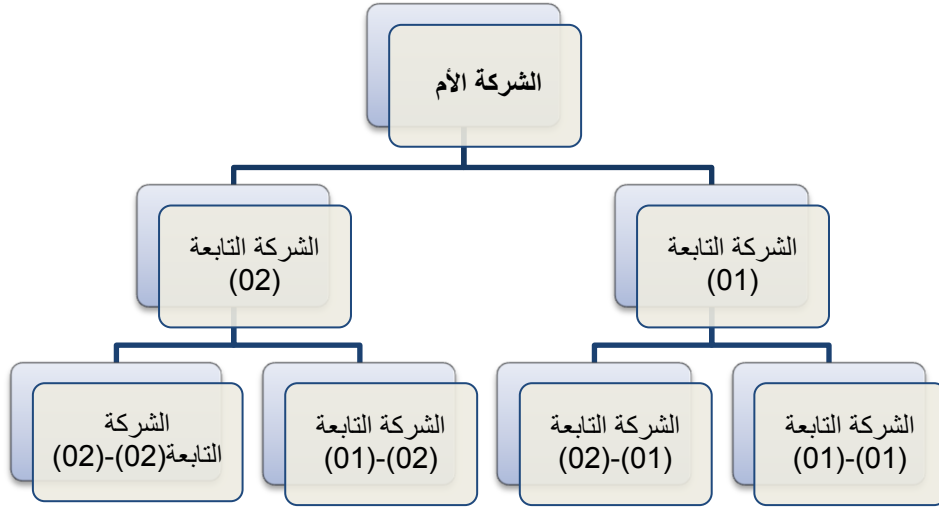 الشركة الأم
الشركة التابعة
(01)
الشركة التابعة
(02)
الشركة التابعة
(01)-(01)
الشركة التابعة
(02)-(01)
الشركة التابعة
(01)-(02)
الشركة
التابعة(02)-(02)